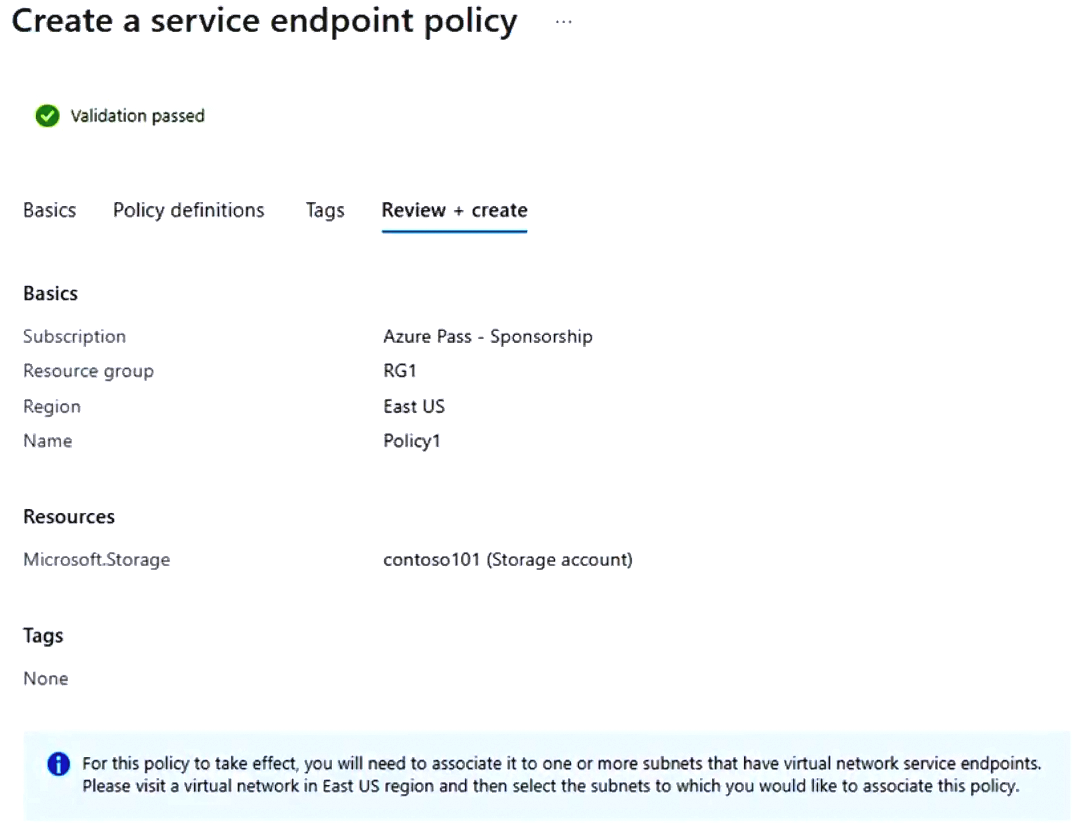 Create a service endpoint policy ...
Validation passed
Basics Policy definitions Tags Review + create
Basics
Subscription Azure Pass - Sponsorship
Resource group RG1
Region East US
Name Policy1
Resources
Microsoft.Storage contoso101 (Storage account)
Tags
None
For this policy to take effect, you will need to associate it to one or more subnets that have virtual network service endpoints.
Please visit a virtual network in East US region and then select the subnets to which you would like to associate this policy.